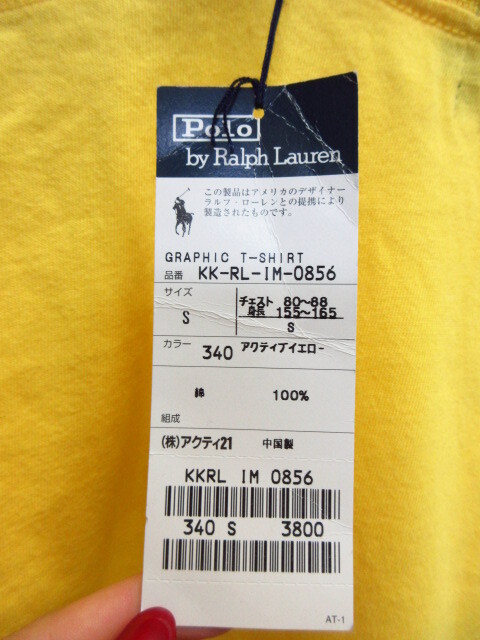 Polo
by Ralph Lauren
この製品はアメリカのデザイナー
ラルフ・ローレンとの提携により
製造されたものです。
GRAPHIC T-SHIRT
品番 KK-RL-IM-0856
サイズ チェスト 80~88
身長 155~165
S S
カラー 340 アクティブイエロー
綿 100%
組成
(株)アクティ21 中国製
KKRL IM 0856
340 S 3800
AT-1